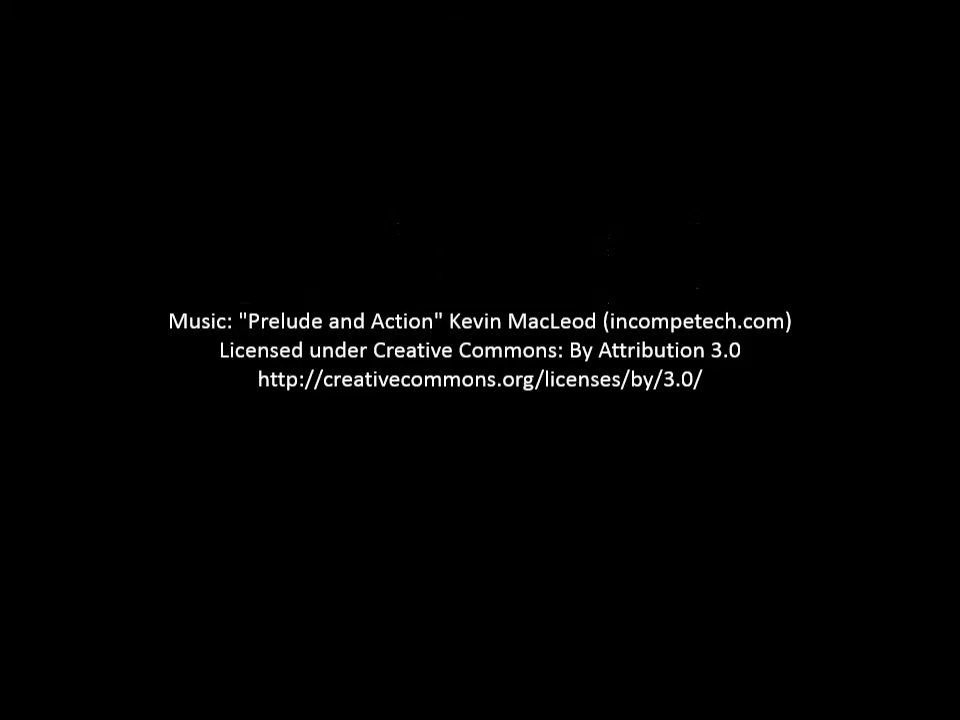 Music: "Prelude and Action" Kevin MacLeod (incompetech.com)
Licensed under Creative Commons: By Attribution 3.0
http://creativecommons.org/licenses/by/3.0/